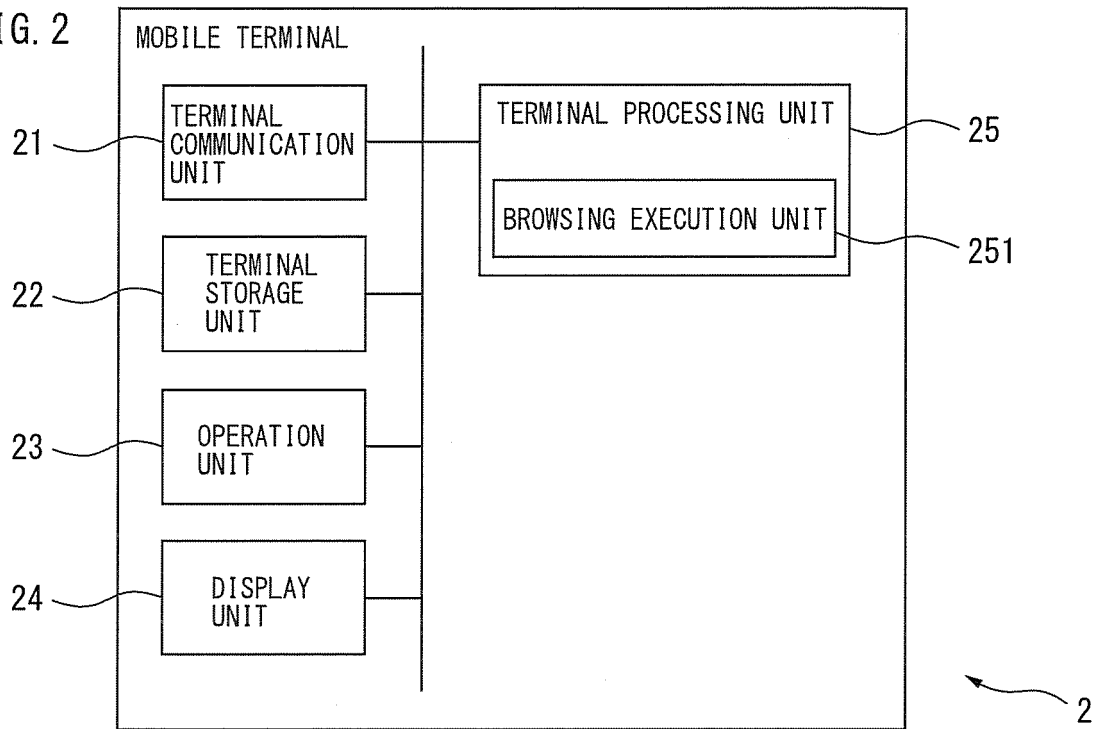 IG. 2
MOBILE TERMINAL
TERMINAL
COMMUNICATION
UNIT
21
TERMINAL PROCESSING UNIT
25
BROWSING EXECUTION UNIT
251
TERMINAL
STORAGE
UNIT
22
OPERATION
UNIT
23
DISPLAY
UNIT
24
2